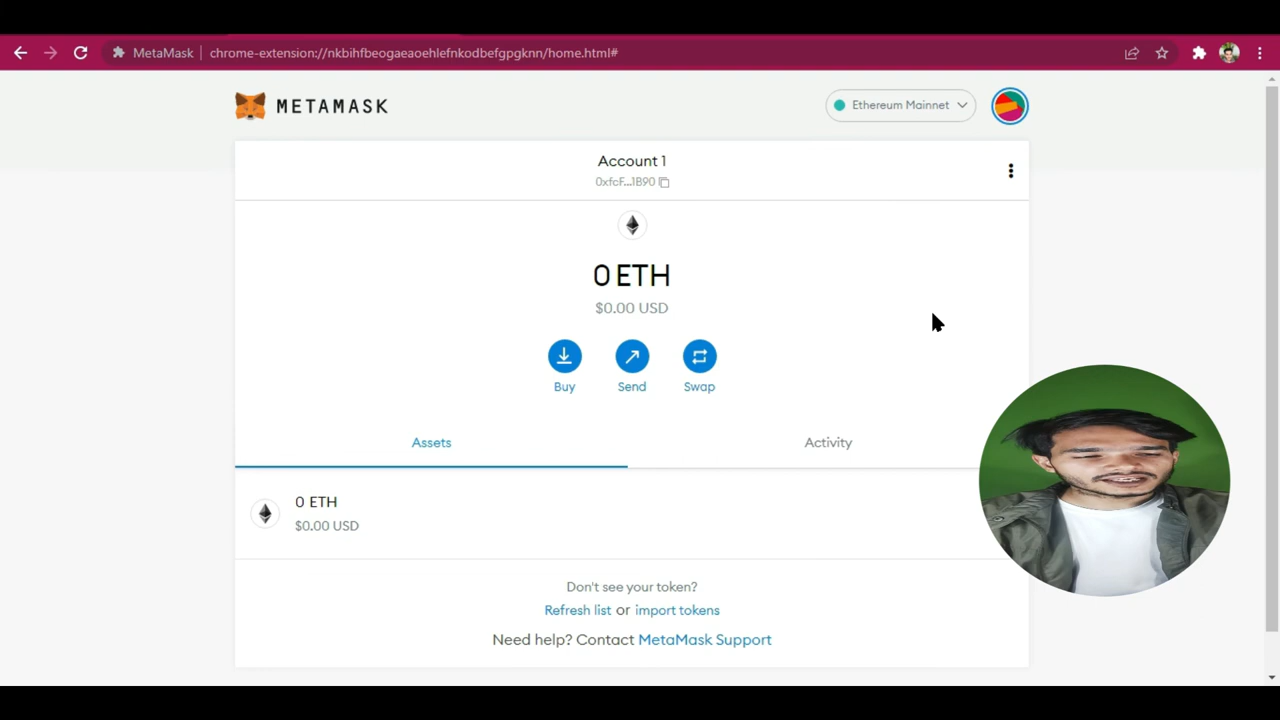 MetaMask chrome-extension://nkbihfbeogaeaoehlefnkodbefgpgknn/home.html#
METAMASK
Ethereum Mainnet
Account 1
0xfcF...1B90
0 ETH
$0.00 USD
Buy Send Swap
Assets Activity
0 ETH
$0.00 USD
Don't see your token?
Refresh list or import tokens
Need help? Contact MetaMask Support